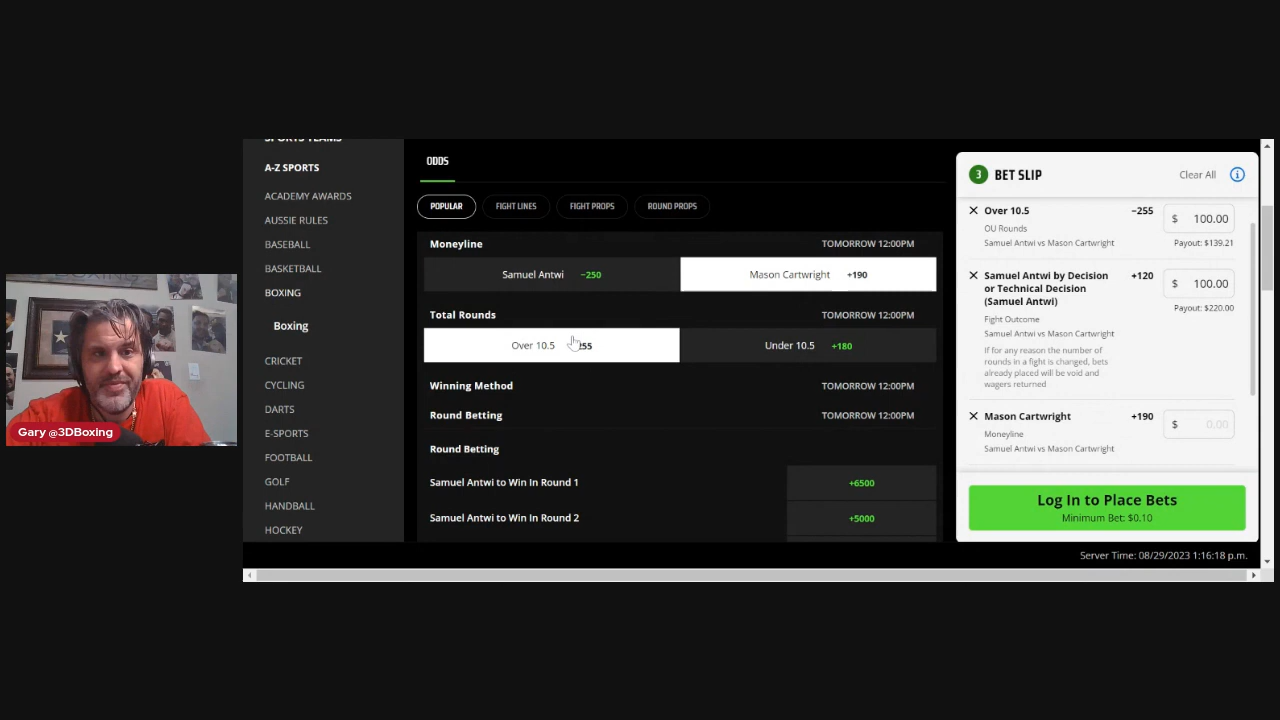 SPORTS TEAMS
A-Z SPORTS
ACADEMY AWARDS
AUSSIE RULES
BASEBALL
BASKETBALL
BOXING
Boxing
CRICKET
CYCLING
DARTS
E-SPORTS
FOOTBALL
GOLF
HANDBALL
HOCKEY
Gary @3DBoxing
ODDS
POPULAR FIGHT LINES FIGHT PROPS ROUND PROPS
Moneyline TOMORROW 12:00PM
Samuel Antwi −250 Mason Cartwright +190
Total Rounds TOMORROW 12:00PM
Over 10.5 55 Under 10.5 +180
Winning Method TOMORROW 12:00PM
Round Betting TOMORROW 12:00PM
Round Betting
Samuel Antwi to Win In Round 1 +6500
Samuel Antwi to Win In Round 2 +5000
3 BET SLIP Clear All
Over 10.5 −255 $ 100.00
OU Rounds
Samuel Antwi vs Mason Cartwright Payout: $139.21
Samuel Antwi by Decision +120 $ 100.00
or Technical Decision
(Samuel Antwi) Payout: $220.00
Fight Outcome
Samuel Antwi vs Mason Cartwright
If for any reason the number
of rounds in a fight is changed, bets
already placed will be void and
wagers returned
Mason Cartwright +190 $ 0.00
Moneyline
Samuel Antwi vs Mason Cartwright
Log In to Place Bets
Minimum Bet: $0.10
Server Time: 08/29/2023 1:16:18 p.m.